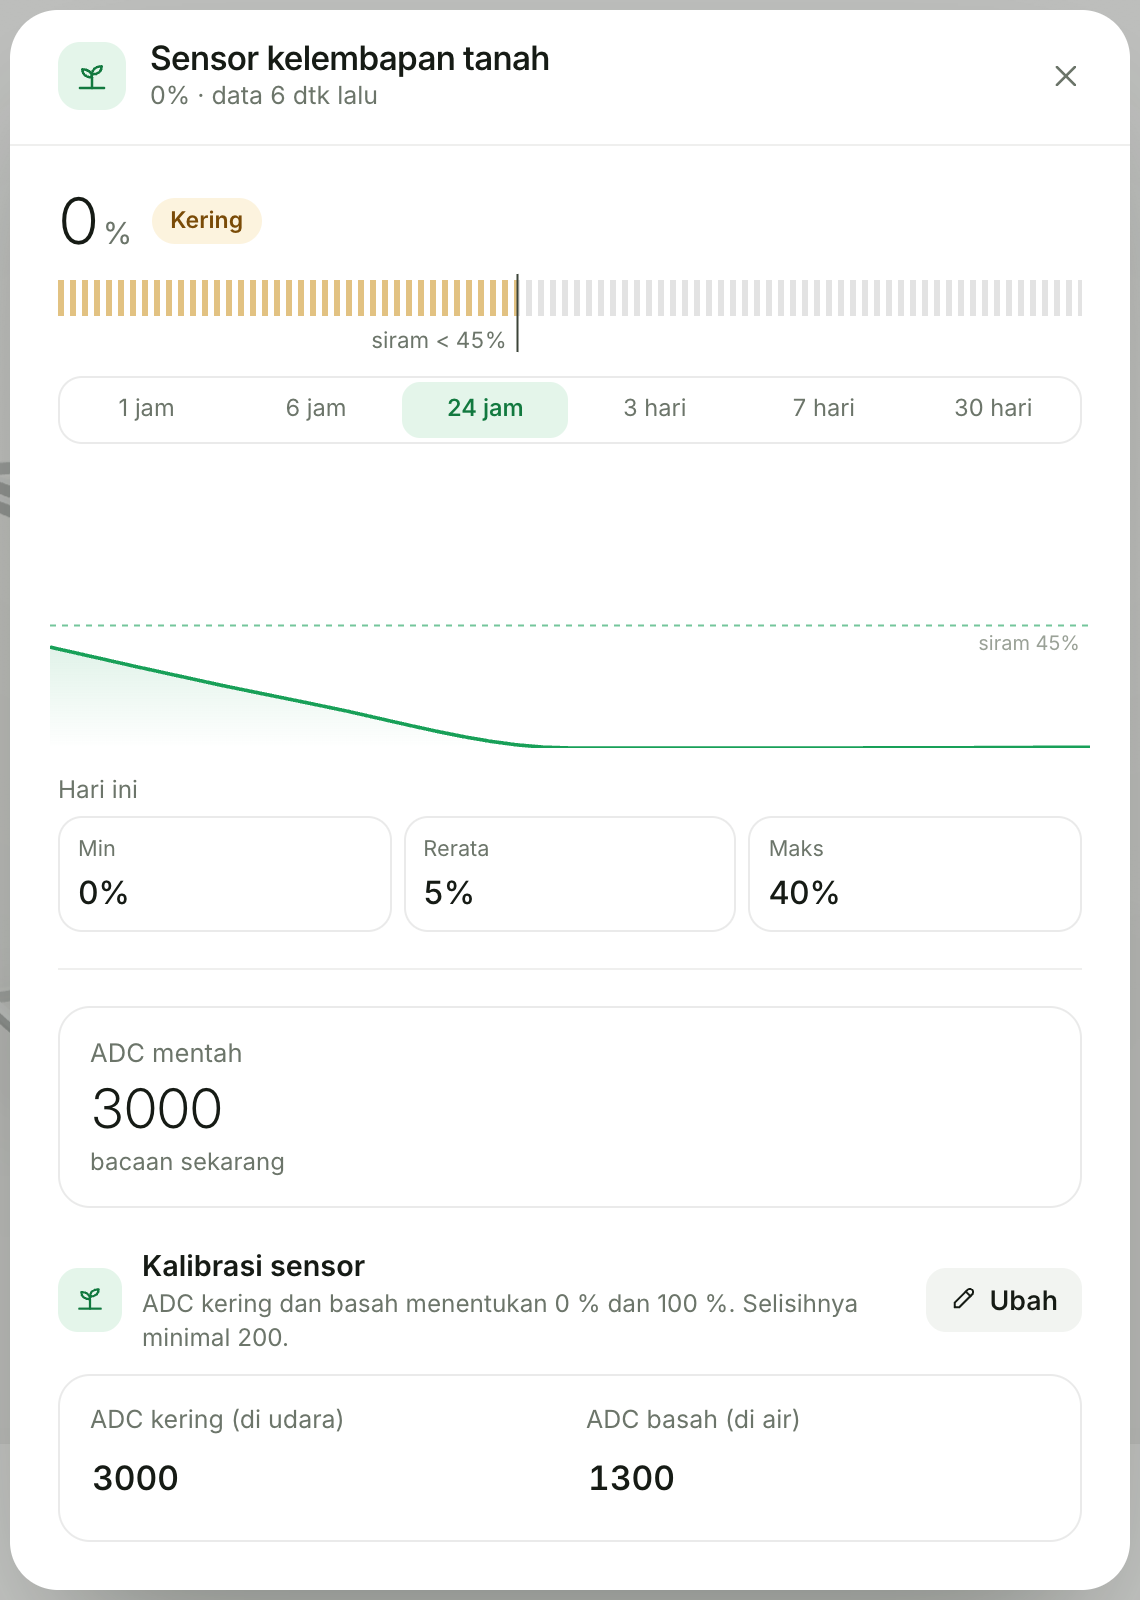 Sensor kelembapan tanah
0% · data 6 dtk lalu
0 %
Kering
siram < 45%
1 jam
6 jam
24 jam
3 hari
7 hari
30 hari
siram 45%
Hari ini
Min
0%
Rerata
5%
Maks
40%
ADC mentah
3000
bacaan sekarang
Kalibrasi sensor
ADC kering dan basah menentukan 0 % dan 100 %. Selisihnya
minimal 200.
Ubah
ADC kering (di udara)
3000
ADC basah (di air)
1300